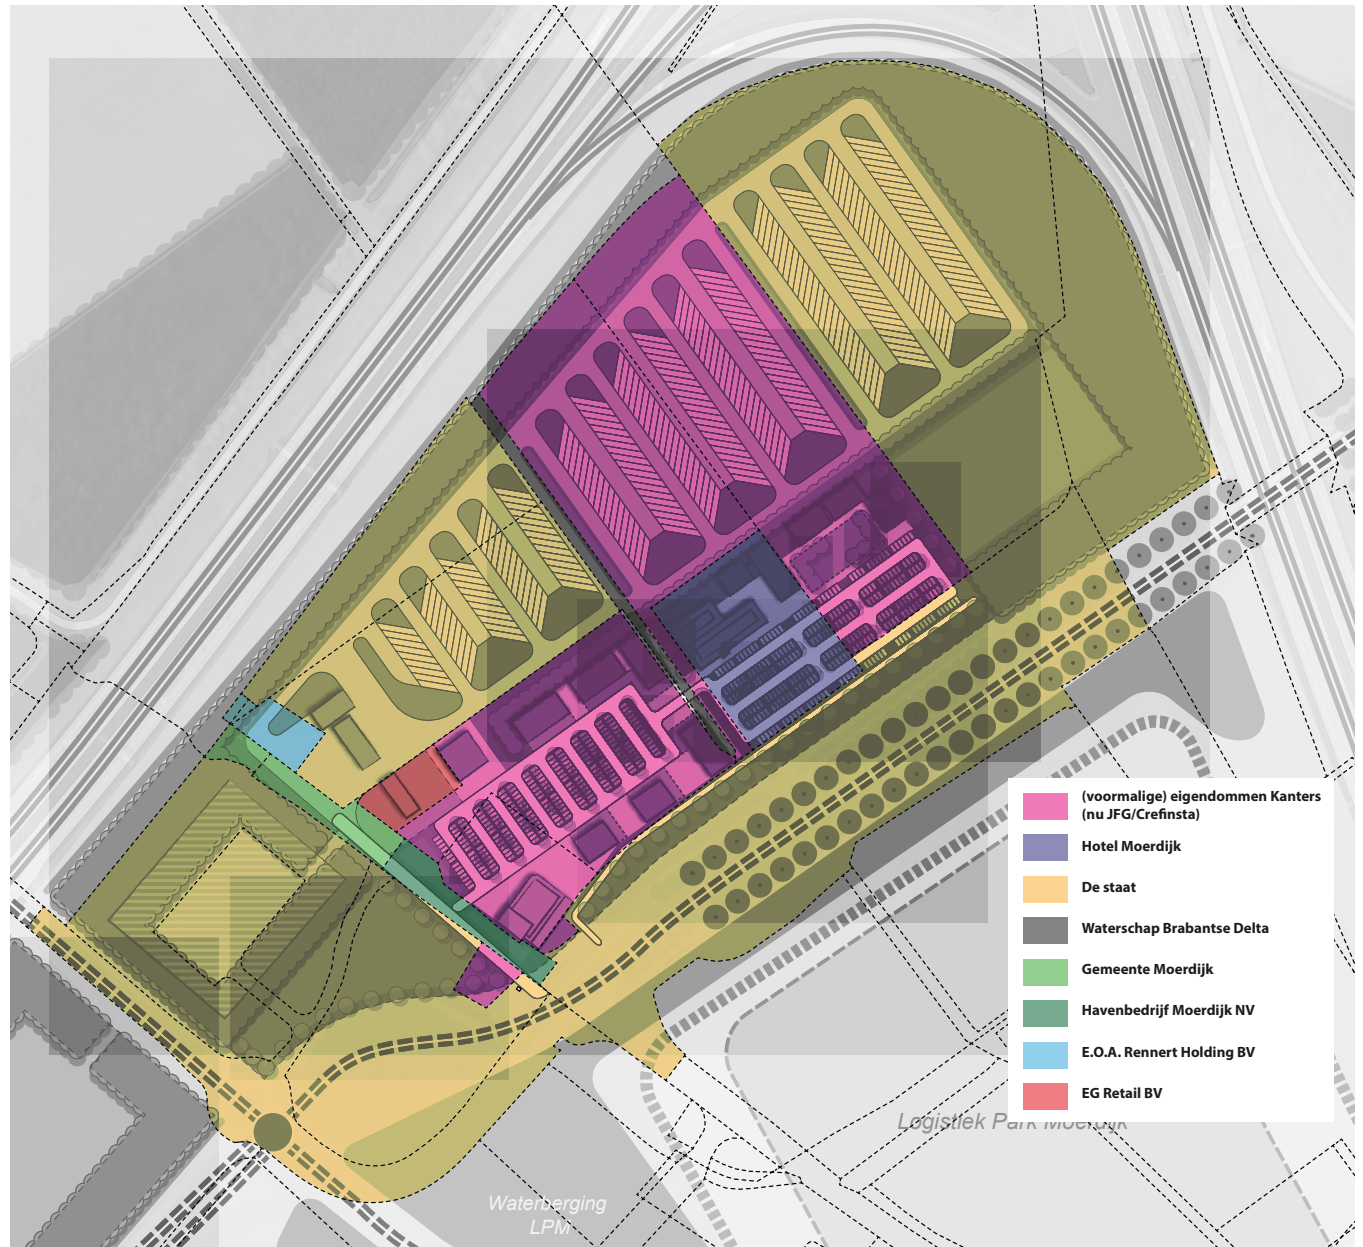 (voormalige) eigendommen Kanters
(nu JFG/Crefinsta)
Hotel Moerdijk
De staat
Waterschap Brabantse Delta
Gemeente Moerdijk
Havenbedrijf Moerdijk NV
E.O.A. Rennert Holding BV
EG Retail BV
Logistiek Park Moerdijk
Waterberging
LPM